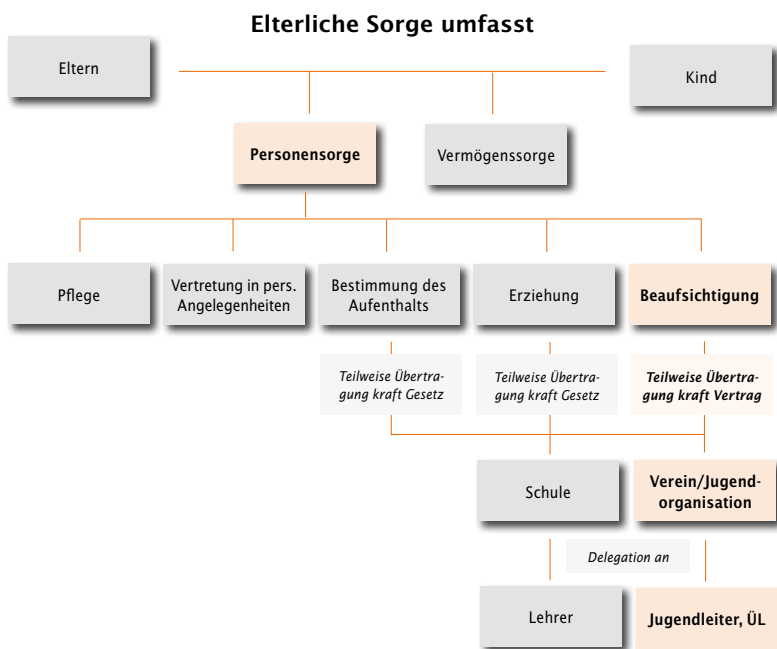 Elterliche Sorge umfasst
Eltern
Kind
Personensorge
Vermögenssorge
Pflege
Vertretung in pers.
Angelegenheiten
Bestimmung des
Aufenthalts
Erziehung
Beaufsichtigung
Teilweise Übertra-
gung kraft Gesetz
Teilweise Übertra-
gung kraft Gesetz
Teilweise Übertra-
gung kraft Vertrag
Schule
Verein/Jugend-
organisation
Delegation an
Lehrer
Jugendleiter, ÜL